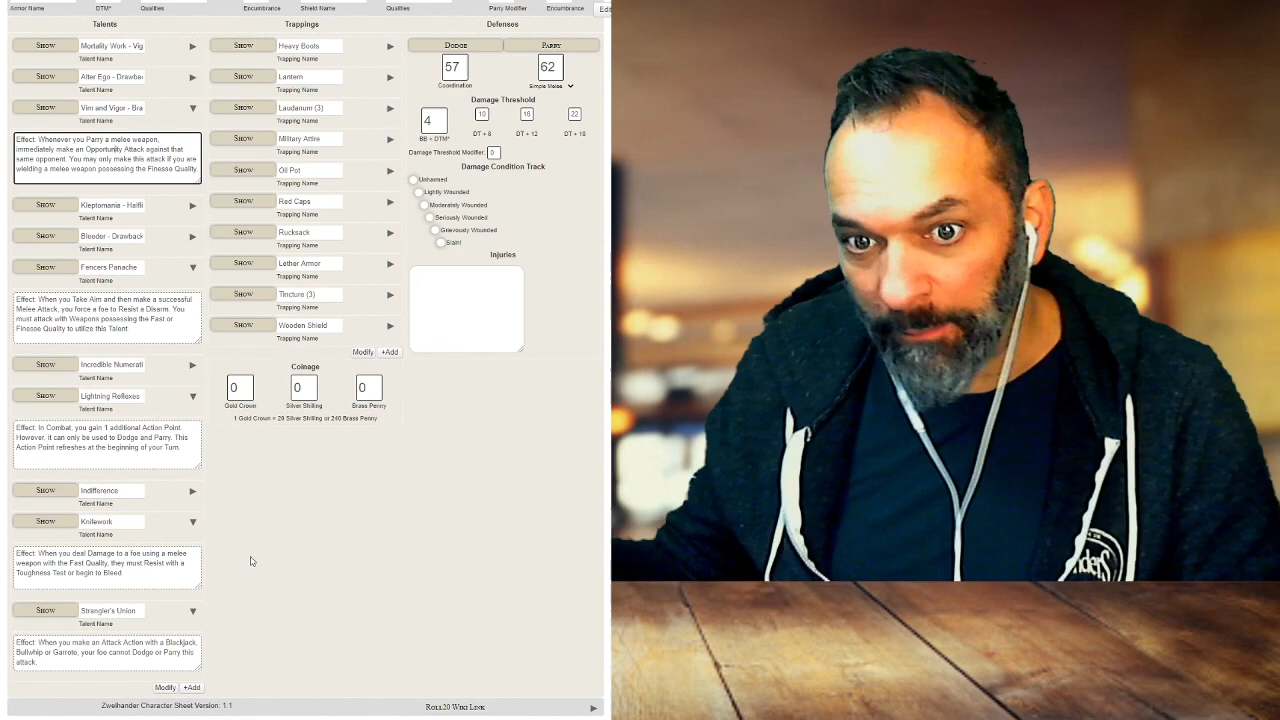 Armor Name DTM* Qualities Encumbrance Shield Name Qualities Parry Modifier Encumbrance Edit
Talents
SHOW Mortality Work - Vig
Talent Name
SHOW Alter Ego - Drawbac
Talent Name
SHOW Vim and Vigor - Bra
Talent Name
Effect: Whenever you Parry a melee weapon,
immediately make an Opportunity Attack against that
same opponent. You may only make this attack if you are
wielding a melee weapon possessing the Finesse Quality
SHOW Kleptomania - Halfli
Talent Name
SHOW Bleeder - Drawback
Talent Name
SHOW Fencers Panache
Talent Name
Effect: When you Take Aim and then make a successful
Melee Attack, you force a foe to Resist a Disarm. You
must attack with Weapons possessing the Fast or
Finesse Quality to utilize this Talent.
SHOW Incredible Numerati
Talent Name
SHOW Lightning Reflexes
Talent Name
Effect: In Combat, you gain 1 additional Action Point.
However, it can only be used to Dodge and Parry. This
Action Point refreshes at the beginning of your Turn.
SHOW Indifference
Talent Name
SHOW Knifework
Talent Name
Effect: When you deal Damage to a foe using a melee
weapon with the Fast Quality, they must Resist with a
Toughness Test or begin to Bleed.
SHOW Strangler's Union
Talent Name
Effect: When you make an Attack Action with a Blackjack,
Bullwhip or Garrote, your foe cannot Dodge or Parry this
attack.
Modify +Add
Trappings
SHOW Heavy Boots
Trapping Name
SHOW Lantern
Trapping Name
SHOW Laudanum (3)
Trapping Name
SHOW Military Attire
Trapping Name
SHOW Oil Pot
Trapping Name
SHOW Red Caps
Trapping Name
SHOW Rucksack
Trapping Name
SHOW Lether Armor
Trapping Name
SHOW Tincture (3)
Trapping Name
SHOW Wooden Shield
Trapping Name
Modify +Add
Coinage
0 0 0
Gold Crown Silver Shilling Brass Penny
1 Gold Crown = 20 Silver Shilling or 240 Brass Penny
Defenses
DODGE PARRY
57 62
Coordination Simple Melee
Damage Threshold
4 10 16 22
BB + DTM* DT + 6 DT + 12 DT + 18
Damage Threshold Modifier: 0
Damage Condition Track
Unharmed
Lightly Wounded
Moderately Wounded
Seriously Wounded
Grievously Wounded
Slain!
Injuries
Zweihander Character Sheet Version: 1.1 ROLL20 WIKI LINK